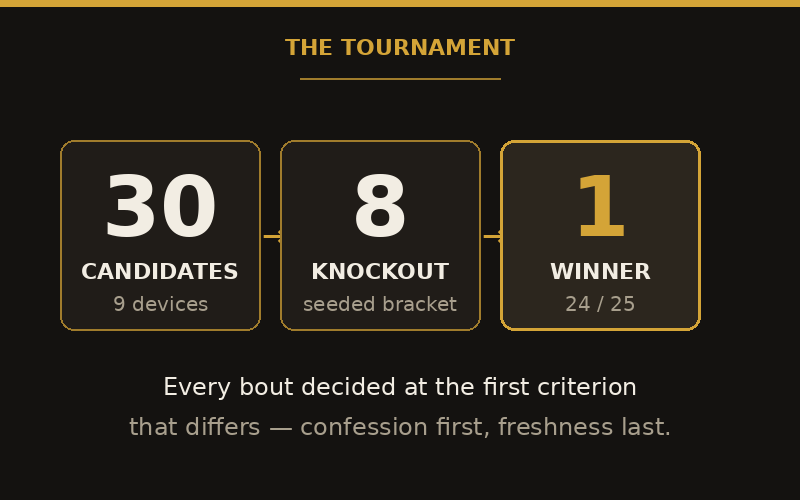 THE TOURNAMENT
30
CANDIDATES
9 devices
8
KNOCKOUT
seeded bracket
1
WINNER
24 / 25
Every bout decided at the first criterion
that differs — confession first, freshness last.